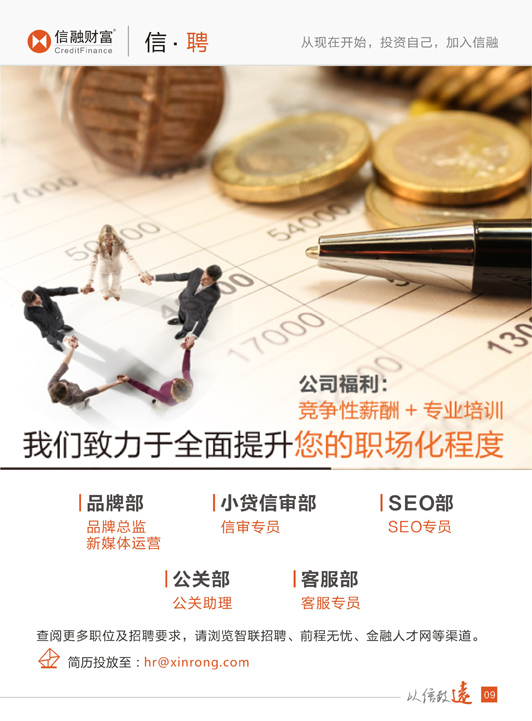 信融财富®
CreditFinance
信·聘
从现在开始，投资自己，加入信融
7000
50000
54000
17000
公司福利：
竞争性薪酬 + 专业培训
我们致力于全面提升您的职场化程度
品牌部
品牌总监
新媒体运营
小贷信审部
信审专员
SEO部
SEO专员
公关部
公关助理
客服部
客服专员
查阅更多职位及招聘要求，请浏览智联招聘、前程无忧、金融人才网等渠道。
简历投放至：hr@xinrong.com
以信致遠
09